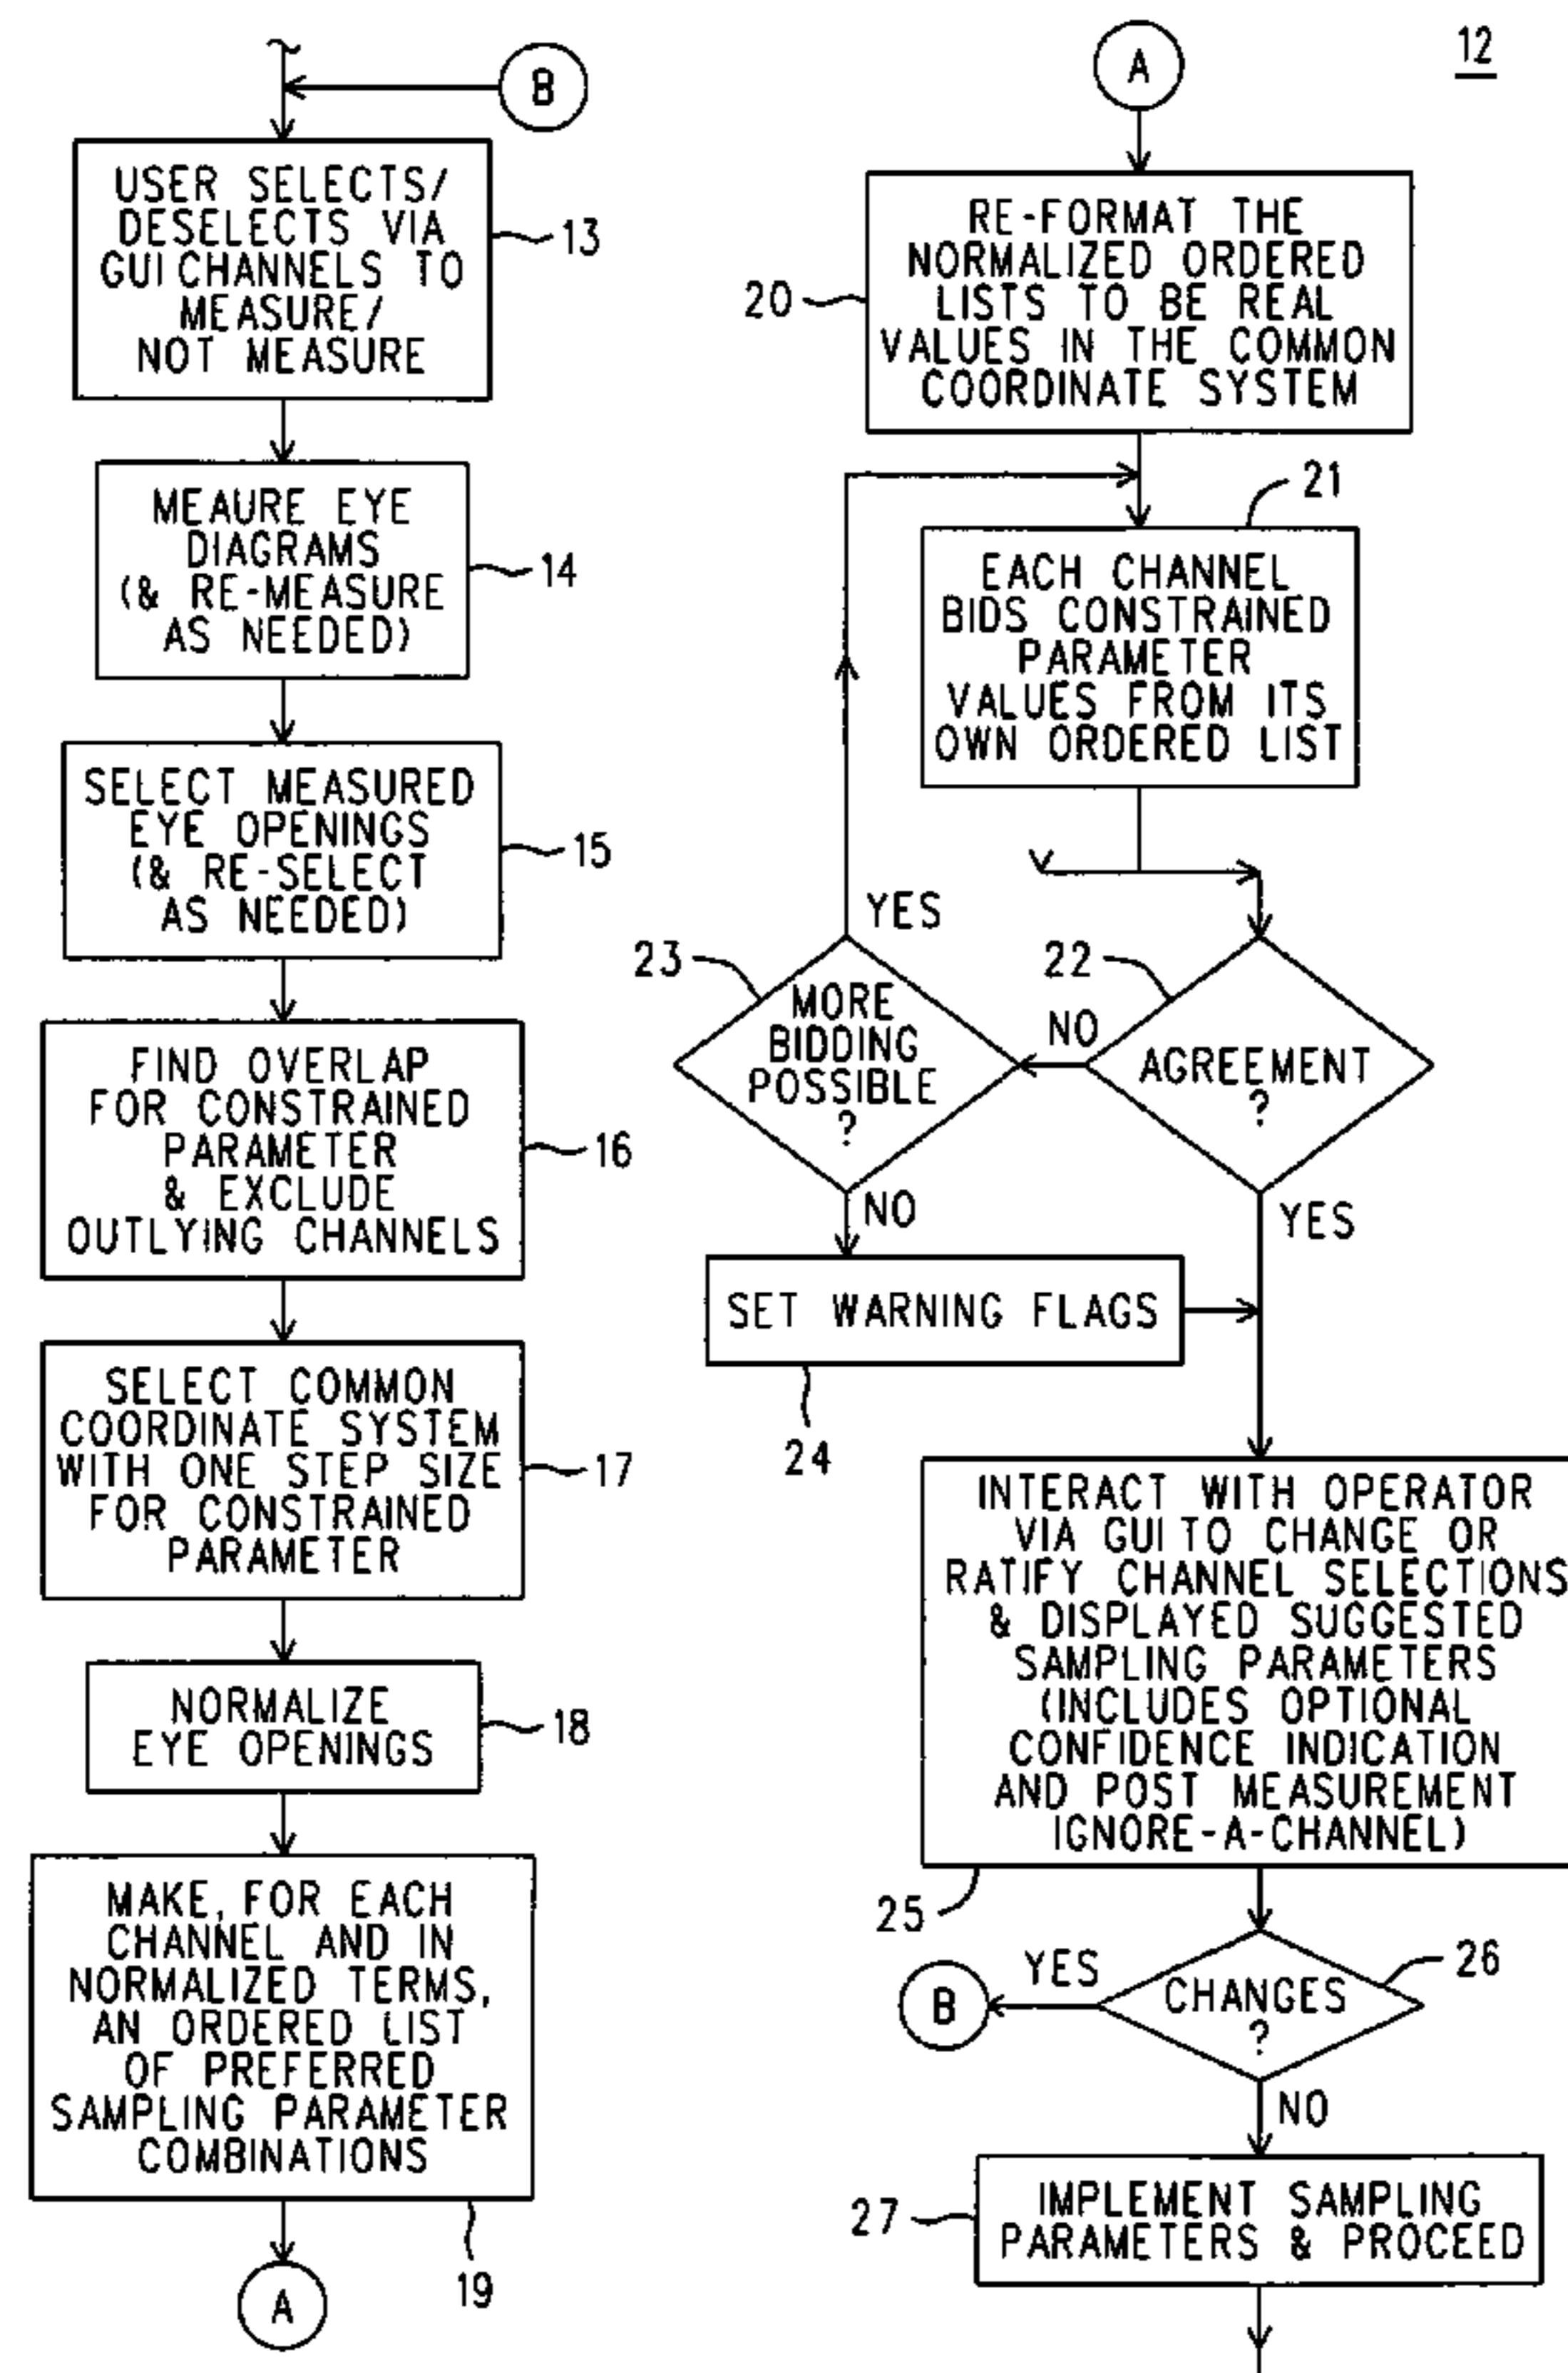 B
USER SELECTS/
DESELECTS VIA
GUI CHANNELS TO
MEASURE/
NOT MEASURE
13
MEAURE EYE
DIAGRAMS
(& RE-MEASURE
AS NEEDED)
14
SELECT MEASURED
EYE OPENINGS
(& RE-SELECT
AS NEEDED)
15
FIND OVERLAP
FOR CONSTRAINED
PARAMETER
& EXCLUDE
OUTLYING CHANNELS
16
SELECT COMMON
COORDINATE SYSTEM
WITH ONE STEP SIZE
FOR CONSTRAINED
PARAMETER
17
NORMALIZE
EYE OPENINGS
18
MAKE, FOR EACH
CHANNEL AND IN
NORMALIZED TERMS,
AN ORDERED LIST
OF PREFERRED
SAMPLING PARAMETER
COMBINATIONS
19
A
12
A
RE-FORMAT THE
NORMALIZED ORDERED
LISTS TO BE REAL
VALUES IN THE COMMON
COORDINATE SYSTEM
20
21
EACH CHANNEL
BIDS CONSTRAINED
PARAMETER
VALUES FROM ITS
OWN ORDERED LIST
YES
23
MORE
BIDDING
POSSIBLE
?
NO
22
AGREEMENT
?
NO
YES
SET WARNING FLAGS
24
INTERACT WITH OPERATOR
VIA GUI TO CHANGE OR
RATIFY CHANNEL SELECTIONS
& DISPLAYED SUGGESTED
SAMPLING PARAMETERS
(INCLUDES OPTIONAL
CONFIDENCE INDICATION
AND POST MEASUREMENT
IGNORE-A-CHANNEL)
25
26
CHANGES
?
YES
B
NO
IMPLEMENT SAMPLING
PARAMETERS & PROCEED
27